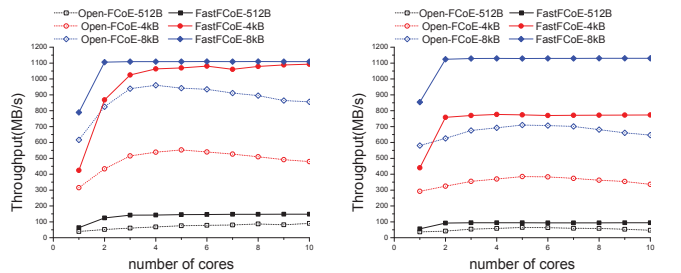 Open-FCoE-512B FastFCoE-512B
Open-FCoE-4kB FastFCoE-4kB
Open-FCoE-8kB FastFCoE-8kB
1200
1100
1000
900
800
700
600
500
400
300
200
100
0
Throughput(MB/s)
0 2 4 6 8 10
number of cores
Open-FCoE-512B FastFCoE-512B
Open-FCoE-4kB FastFCoE-4kB
Open-FCoE-8kB FastFCoE-8kB
1200
1100
1000
900
800
700
600
500
400
300
200
100
0
Throughput(MB/s)
0 2 4 6 8 10
number of cores